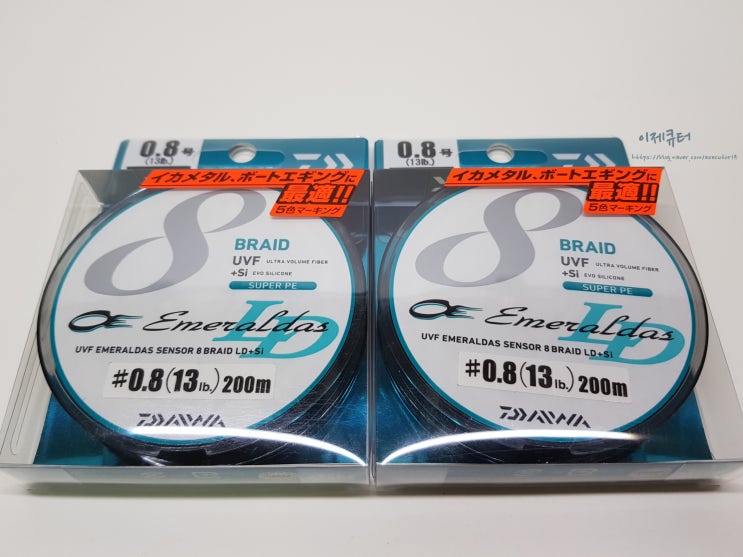 0.8号
(13lb.)
イカメタル、ボートエギングに
最適!!
5色マーキング
8
BRAID
UVF ULTRA VOLUME FIBER
+Si EVO SILICONE
SUPER PE
Emeraldas
LD
UVF EMERALDAS SENSOR 8 BRAID LD+Si
#0.8(13lb.)200m
DAIWA
0.8号
(13lb.)
イカメタル、ボートエギングに
最適!!
5色マーキング
8
BRAID
UVF ULTRA VOLUME FIBER
+Si EVO SILICONE
SUPER PE
Emeraldas
LD
UVF EMERALDAS SENSOR 8 BRAID LD+Si
#0.8(13lb.)200m
DAIWA
이제큐터